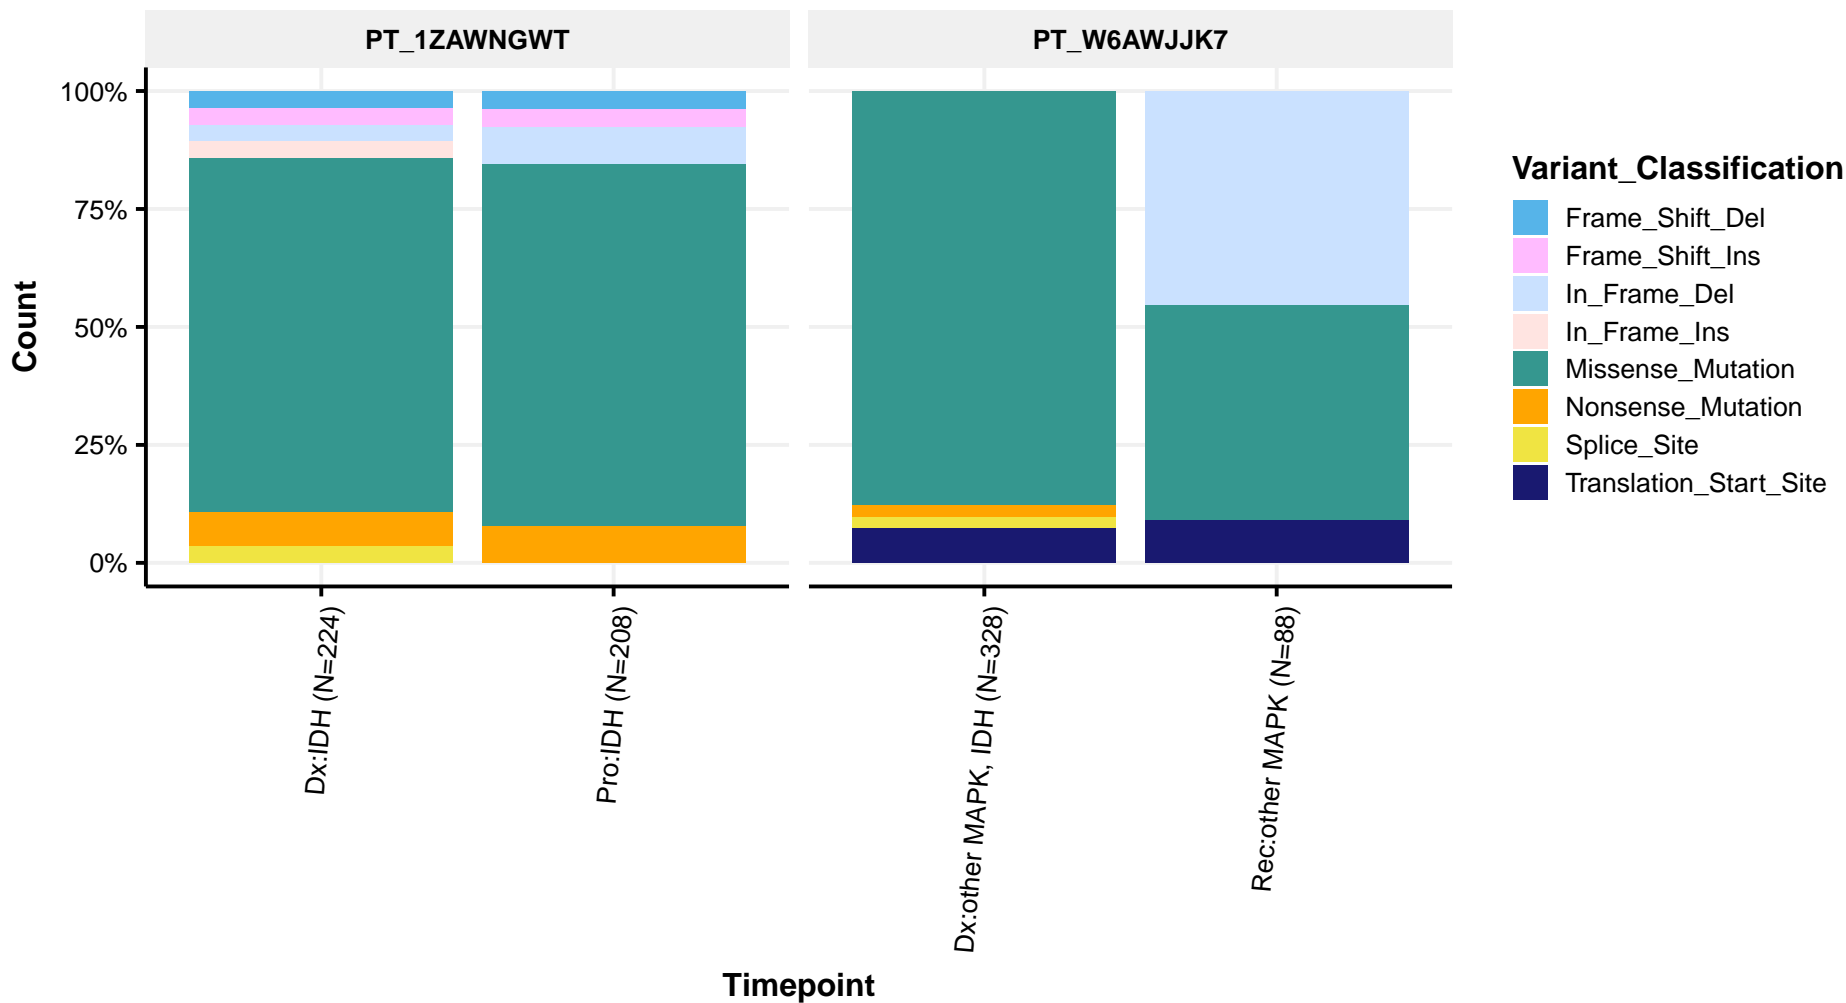 PT_1ZAWNGWT
PT_W6AWJJK7
Count
100%
75%
50%
25%
0%
Dx:IDH (N=224)
Pro:IDH (N=208)
Dx:other MAPK, IDH (N=328)
Rec:other MAPK (N=88)
Timepoint
Variant_Classification
Frame_Shift_Del
Frame_Shift_Ins
In_Frame_Del
In_Frame_Ins
Missense_Mutation
Nonsense_Mutation
Splice_Site
Translation_Start_Site